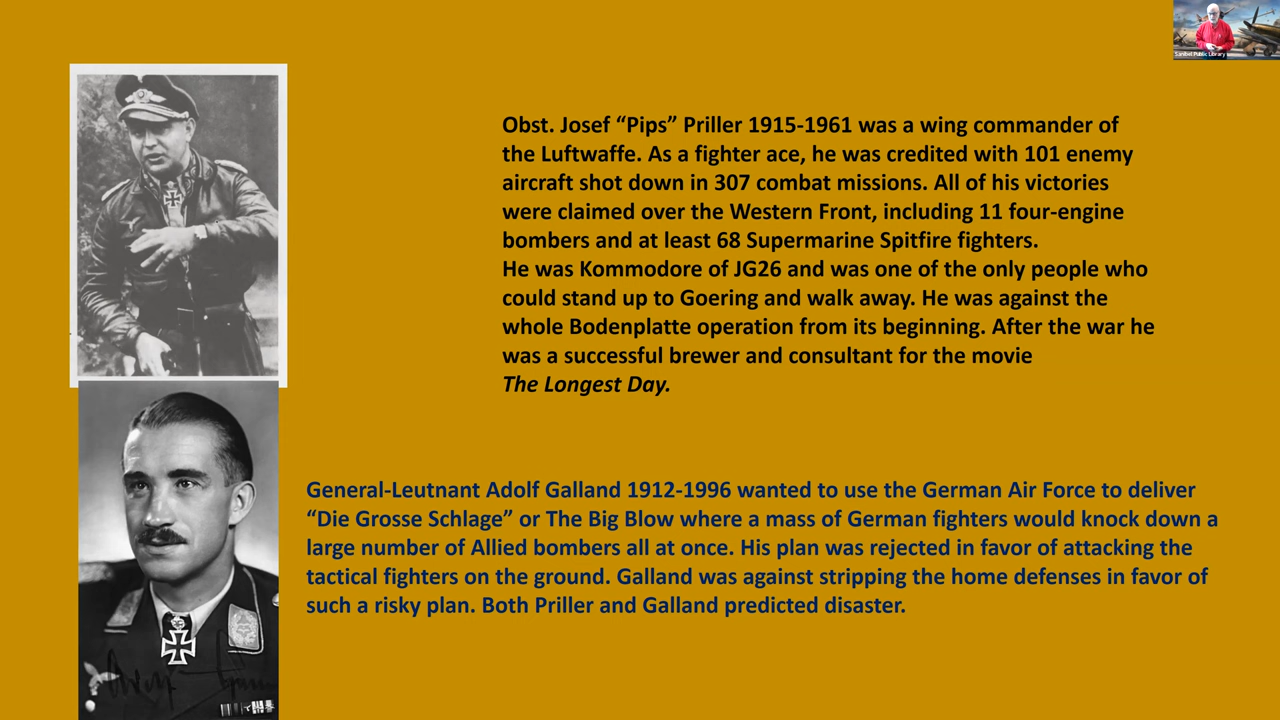 Sanibel Public Library
Obst. Josef “Pips” Priller 1915-1961 was a wing commander of
the Luftwaffe. As a fighter ace, he was credited with 101 enemy
aircraft shot down in 307 combat missions. All of his victories
were claimed over the Western Front, including 11 four-engine
bombers and at least 68 Supermarine Spitfire fighters.
He was Kommodore of JG26 and was one of the only people who
could stand up to Goering and walk away. He was against the
whole Bodenplatte operation from its beginning. After the war he
was a successful brewer and consultant for the movie
The Longest Day.
General-Leutnant Adolf Galland 1912-1996 wanted to use the German Air Force to deliver
“Die Grosse Schlage” or The Big Blow where a mass of German fighters would knock down a
large number of Allied bombers all at once. His plan was rejected in favor of attacking the
tactical fighters on the ground. Galland was against stripping the home defenses in favor of
such a risky plan. Both Priller and Galland predicted disaster.